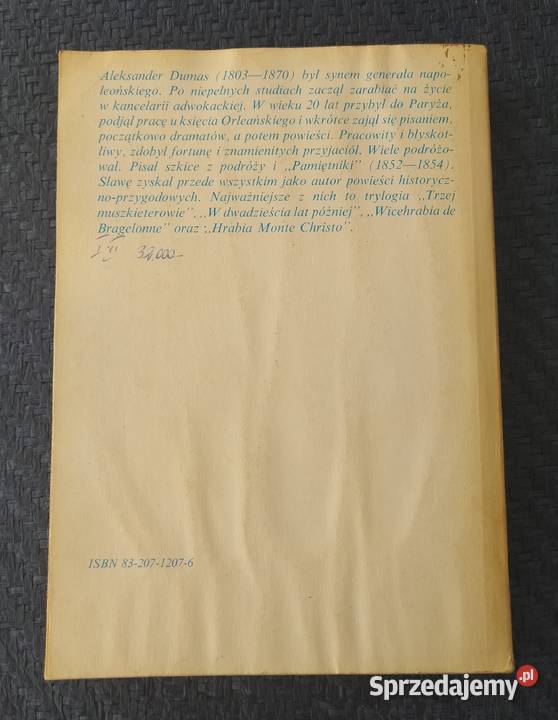 Aleksander Dumas (1803—1870) był synem generała napo-
leońskiego. Po niepełnych studiach zaczął zarabiać na życie
w kancelarii adwokackiej. W wieku 20 lat przybył do Paryża,
podjął pracę u księcia Orleańskiego i wkrótce zajął się pisaniem,
początkowo dramatów, a potem powieści. Pracowity i błyskot-
liwy, zdobył fortunę i znamienitych przyjaciół. Wiele podróżo-
wał. Pisał szkice z podróży i „Pamiętniki” (1852—1854).
Sławę zyskał przede wszystkim jako autor powieści historycz-
no-przygodowych. Najważniejsze z nich to trylogia „Trzej
muszkieterowie”, „W dwadzieścia lat później”, „Wicehrabia de
Bragelonne” oraz „Hrabia Monte Christo”.
32.000
ISBN 83-207-1207-6
Sprzedajemy.pl